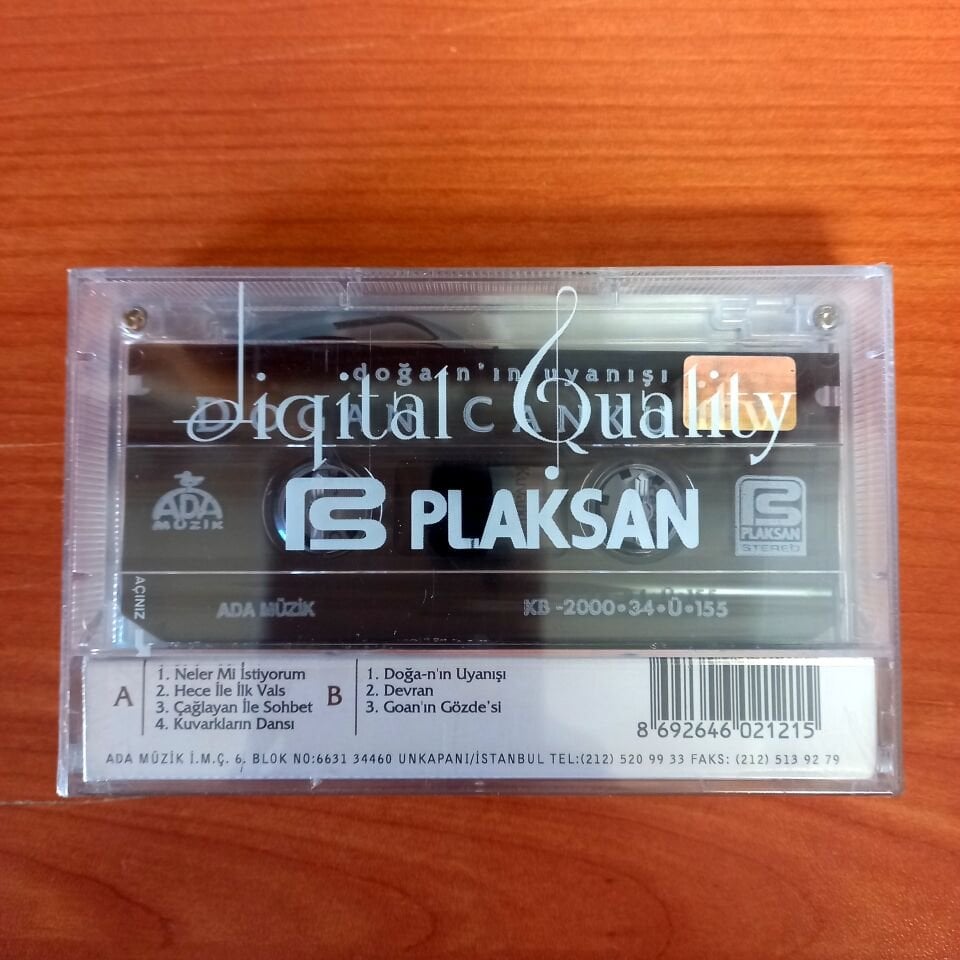 doğa-n'ın uyanışı
DOĞAN CANKU
Digital Quality
ADA
MÜZİK
PLAKSAN
PLAKSAN
STEREO
AÇINIZ
ADA MÜZİK
KB-2000•34•Ü•155
A
1. Neler Mi İstiyorum
2. Hece İle İlk Vals
3. Çağlayan İle Sohbet
4. Kuvarkların Dansı
B
1. Doğa-n'ın Uyanışı
2. Devran
3. Goan'ın Gözde'si
8 692646 021215
ADA MÜZİK İ.M.Ç. 6. BLOK NO:6631 34460 UNKAPANI/İSTANBUL TEL:(212) 520 99 33 FAKS: (212) 513 92 79